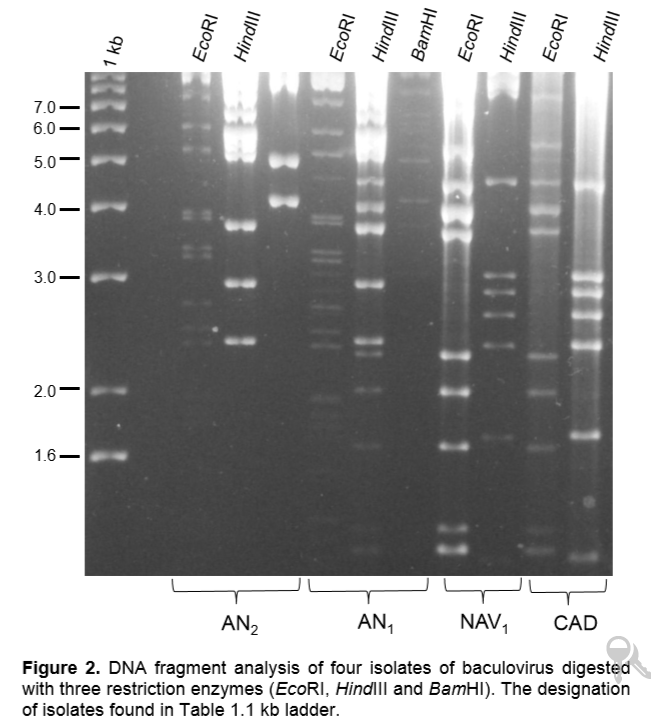 1 kb EcoRI HindIII EcoRI HindIII BamHI EcoRI HindIII EcoRI HindIII
7.0
6.0
5.0
4.0
3.0
2.0
1.6
AN₂ AN₁ NAV₁ CAD
Figure 2. DNA fragment analysis of four isolates of baculovirus digested
with three restriction enzymes (EcoRI, HindIII and BamHI). The designation
of isolates found in Table 1.1 kb ladder.